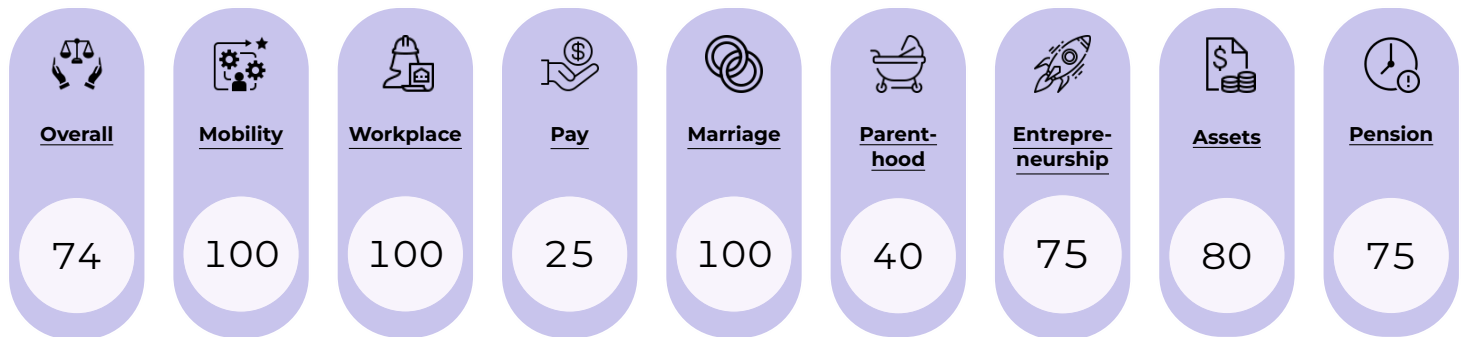 Overall
74
Mobility
100
Workplace
100
Pay
25
Marriage
100
Parent-
hood
40
Entrepre-
neurship
75
Assets
80
Pension
75